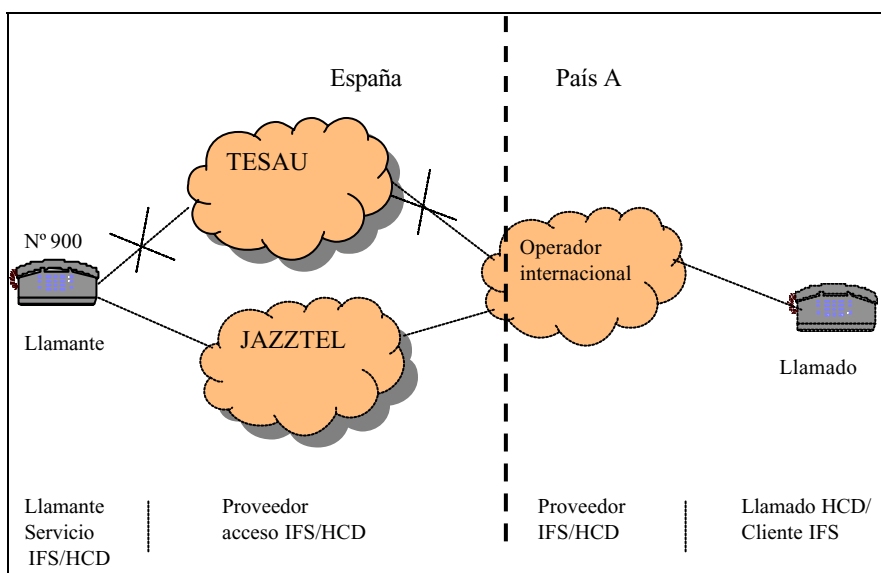 España
País A
TESAU
Nº 900
Operador
internacional
JAZZTEL
Llamante
Llamado
Llamante
Servicio
IFS/HCD
Proveedor
acceso IFS/HCD
Proveedor
IFS/HCD
Llamado HCD/
Cliente IFS